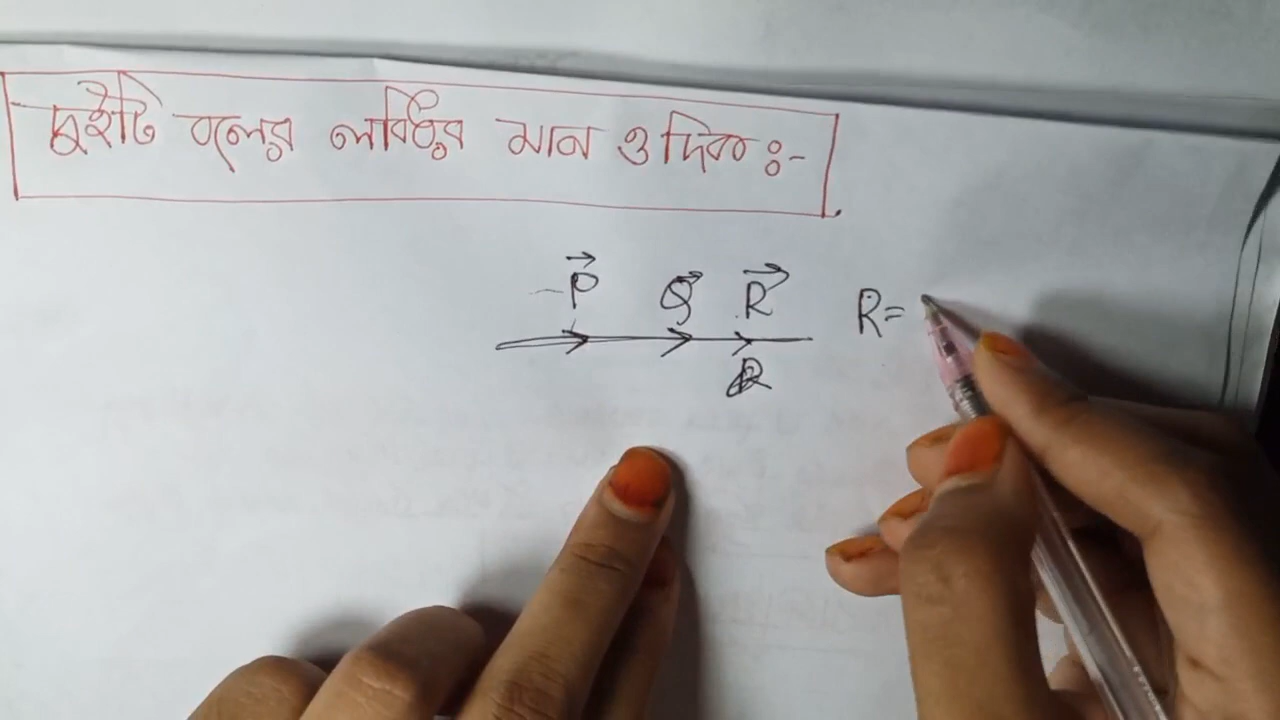 দুইটি বলের লব্ধির মান ও দিক ঃ-
P Q R R=
R